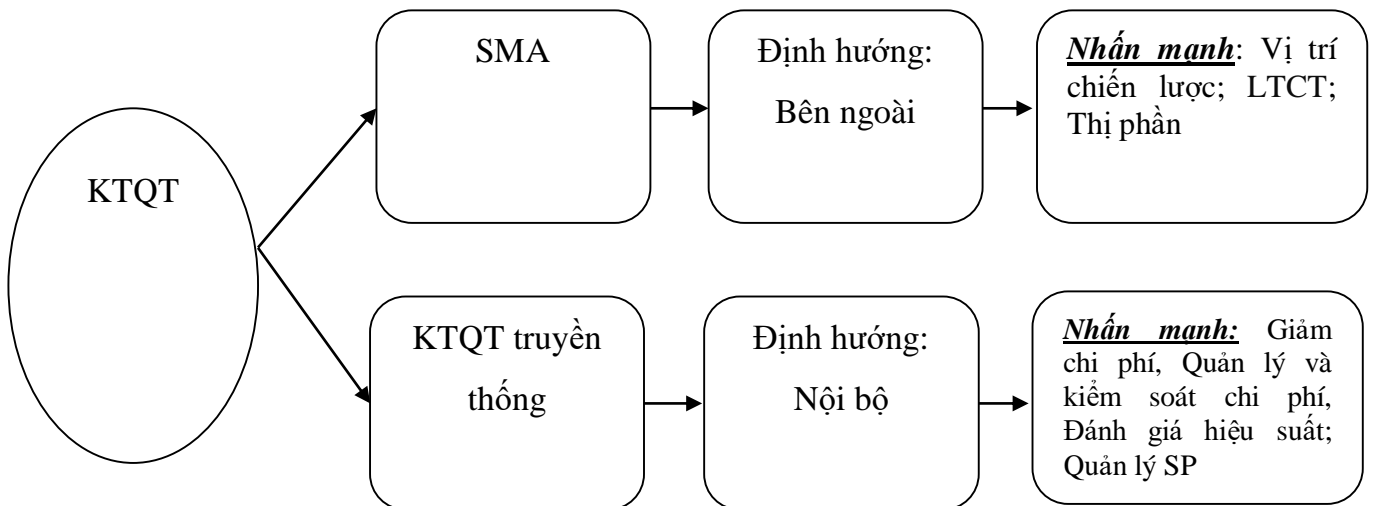 KTQT
SMA
Định hướng:
Bên ngoài
Nhấn mạnh: Vị trí
chiến lược; LTCT;
Thị phần
KTQT truyền
thống
Định hướng:
Nội bộ
Nhấn mạnh: Giảm
chi phí, Quản lý và
kiểm soát chi phí,
Đánh giá hiệu suất;
Quản lý SP